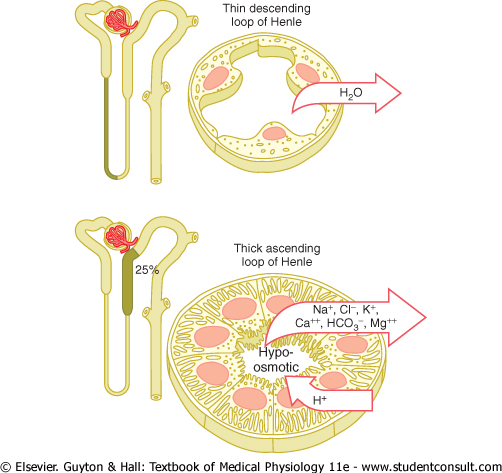 Thin descending
loop of Henle
H₂O
Thick ascending
loop of Henle
25%
Na⁺, Cl⁻, K⁺,
Ca⁺⁺, HCO₃⁻, Mg⁺⁺
Hypo-
osmotic
H⁺
© Elsevier. Guyton & Hall: Textbook of Medical Physiology 11e - www.studentconsult.com